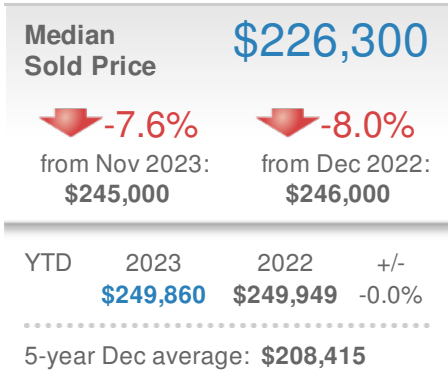 Median $226,300
Sold Price
-7.6% -8.0%
from Nov 2023: from Dec 2022:
$245,000 $246,000
YTD 2023 2022 +/-
$249,860 $249,949 -0.0%
5-year Dec average: $208,415